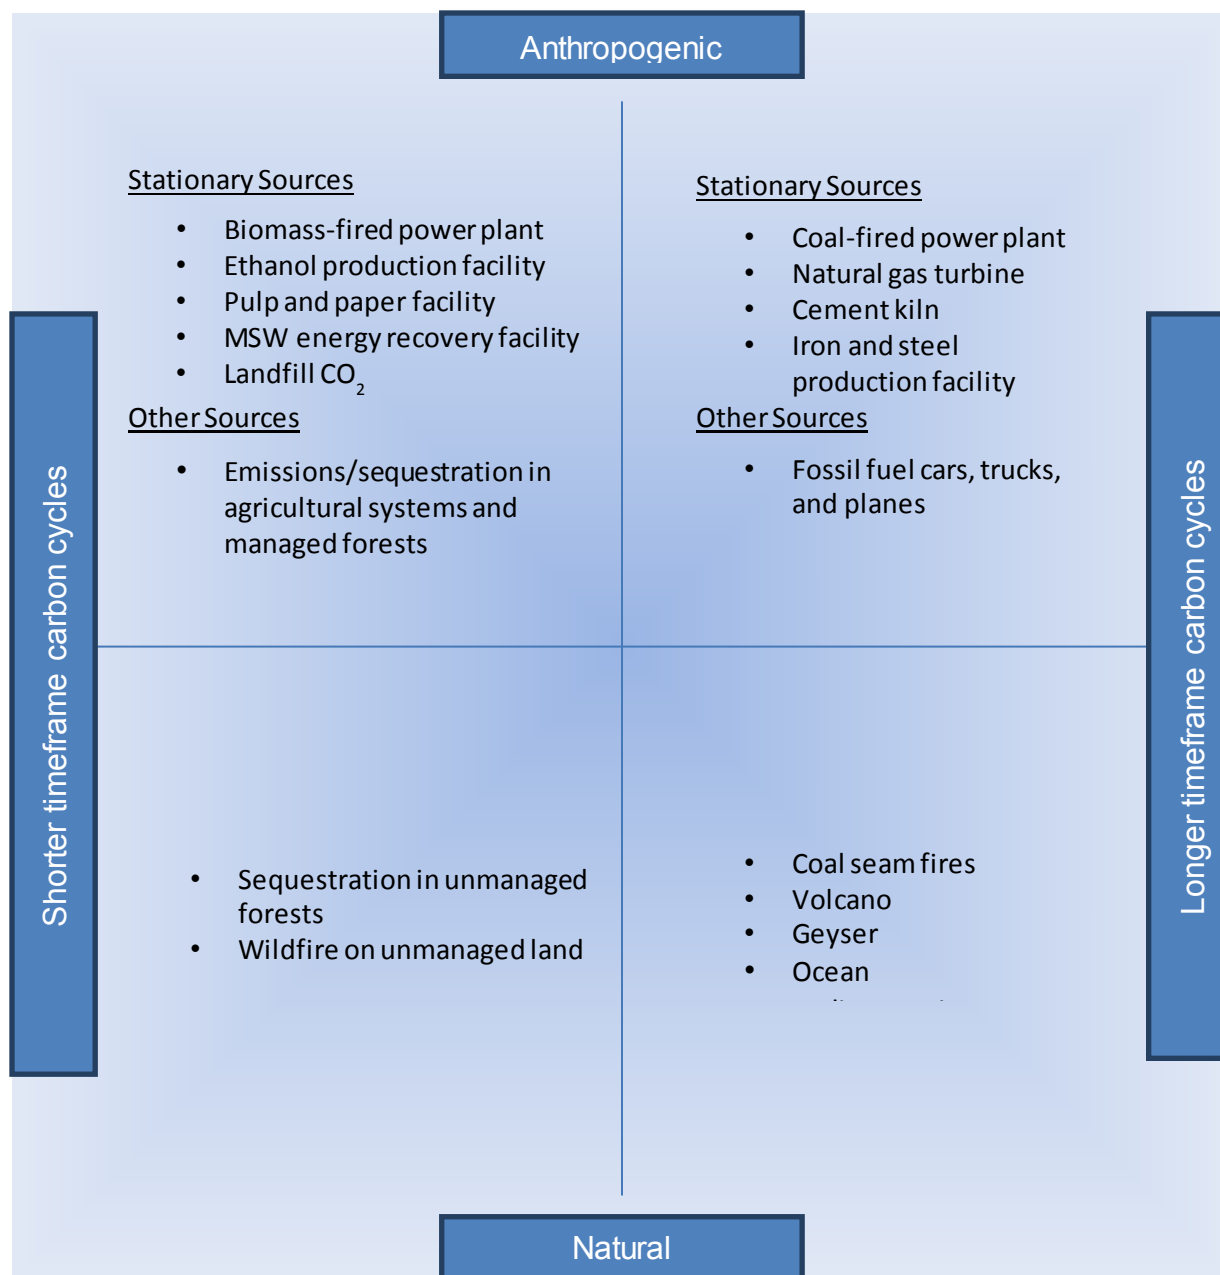 Anthropogenic
Stationary Sources
• Biomass-fired power plant
• Ethanol production facility
• Pulp and paper facility
• MSW energy recovery facility
• Landfill CO₂
Other Sources
• Emissions/sequestration in
agricultural systems and
managed forests
Stationary Sources
• Coal-fired power plant
• Natural gas turbine
• Cement kiln
• Iron and steel
production facility
Other Sources
• Fossil fuel cars, trucks,
and planes
Shorter timeframe carbon cycles
Longer timeframe carbon cycles
• Sequestration in unmanaged
forests
• Wildfire on unmanaged land
• Coal seam fires
• Volcano
• Geyser
• Ocean
Natural